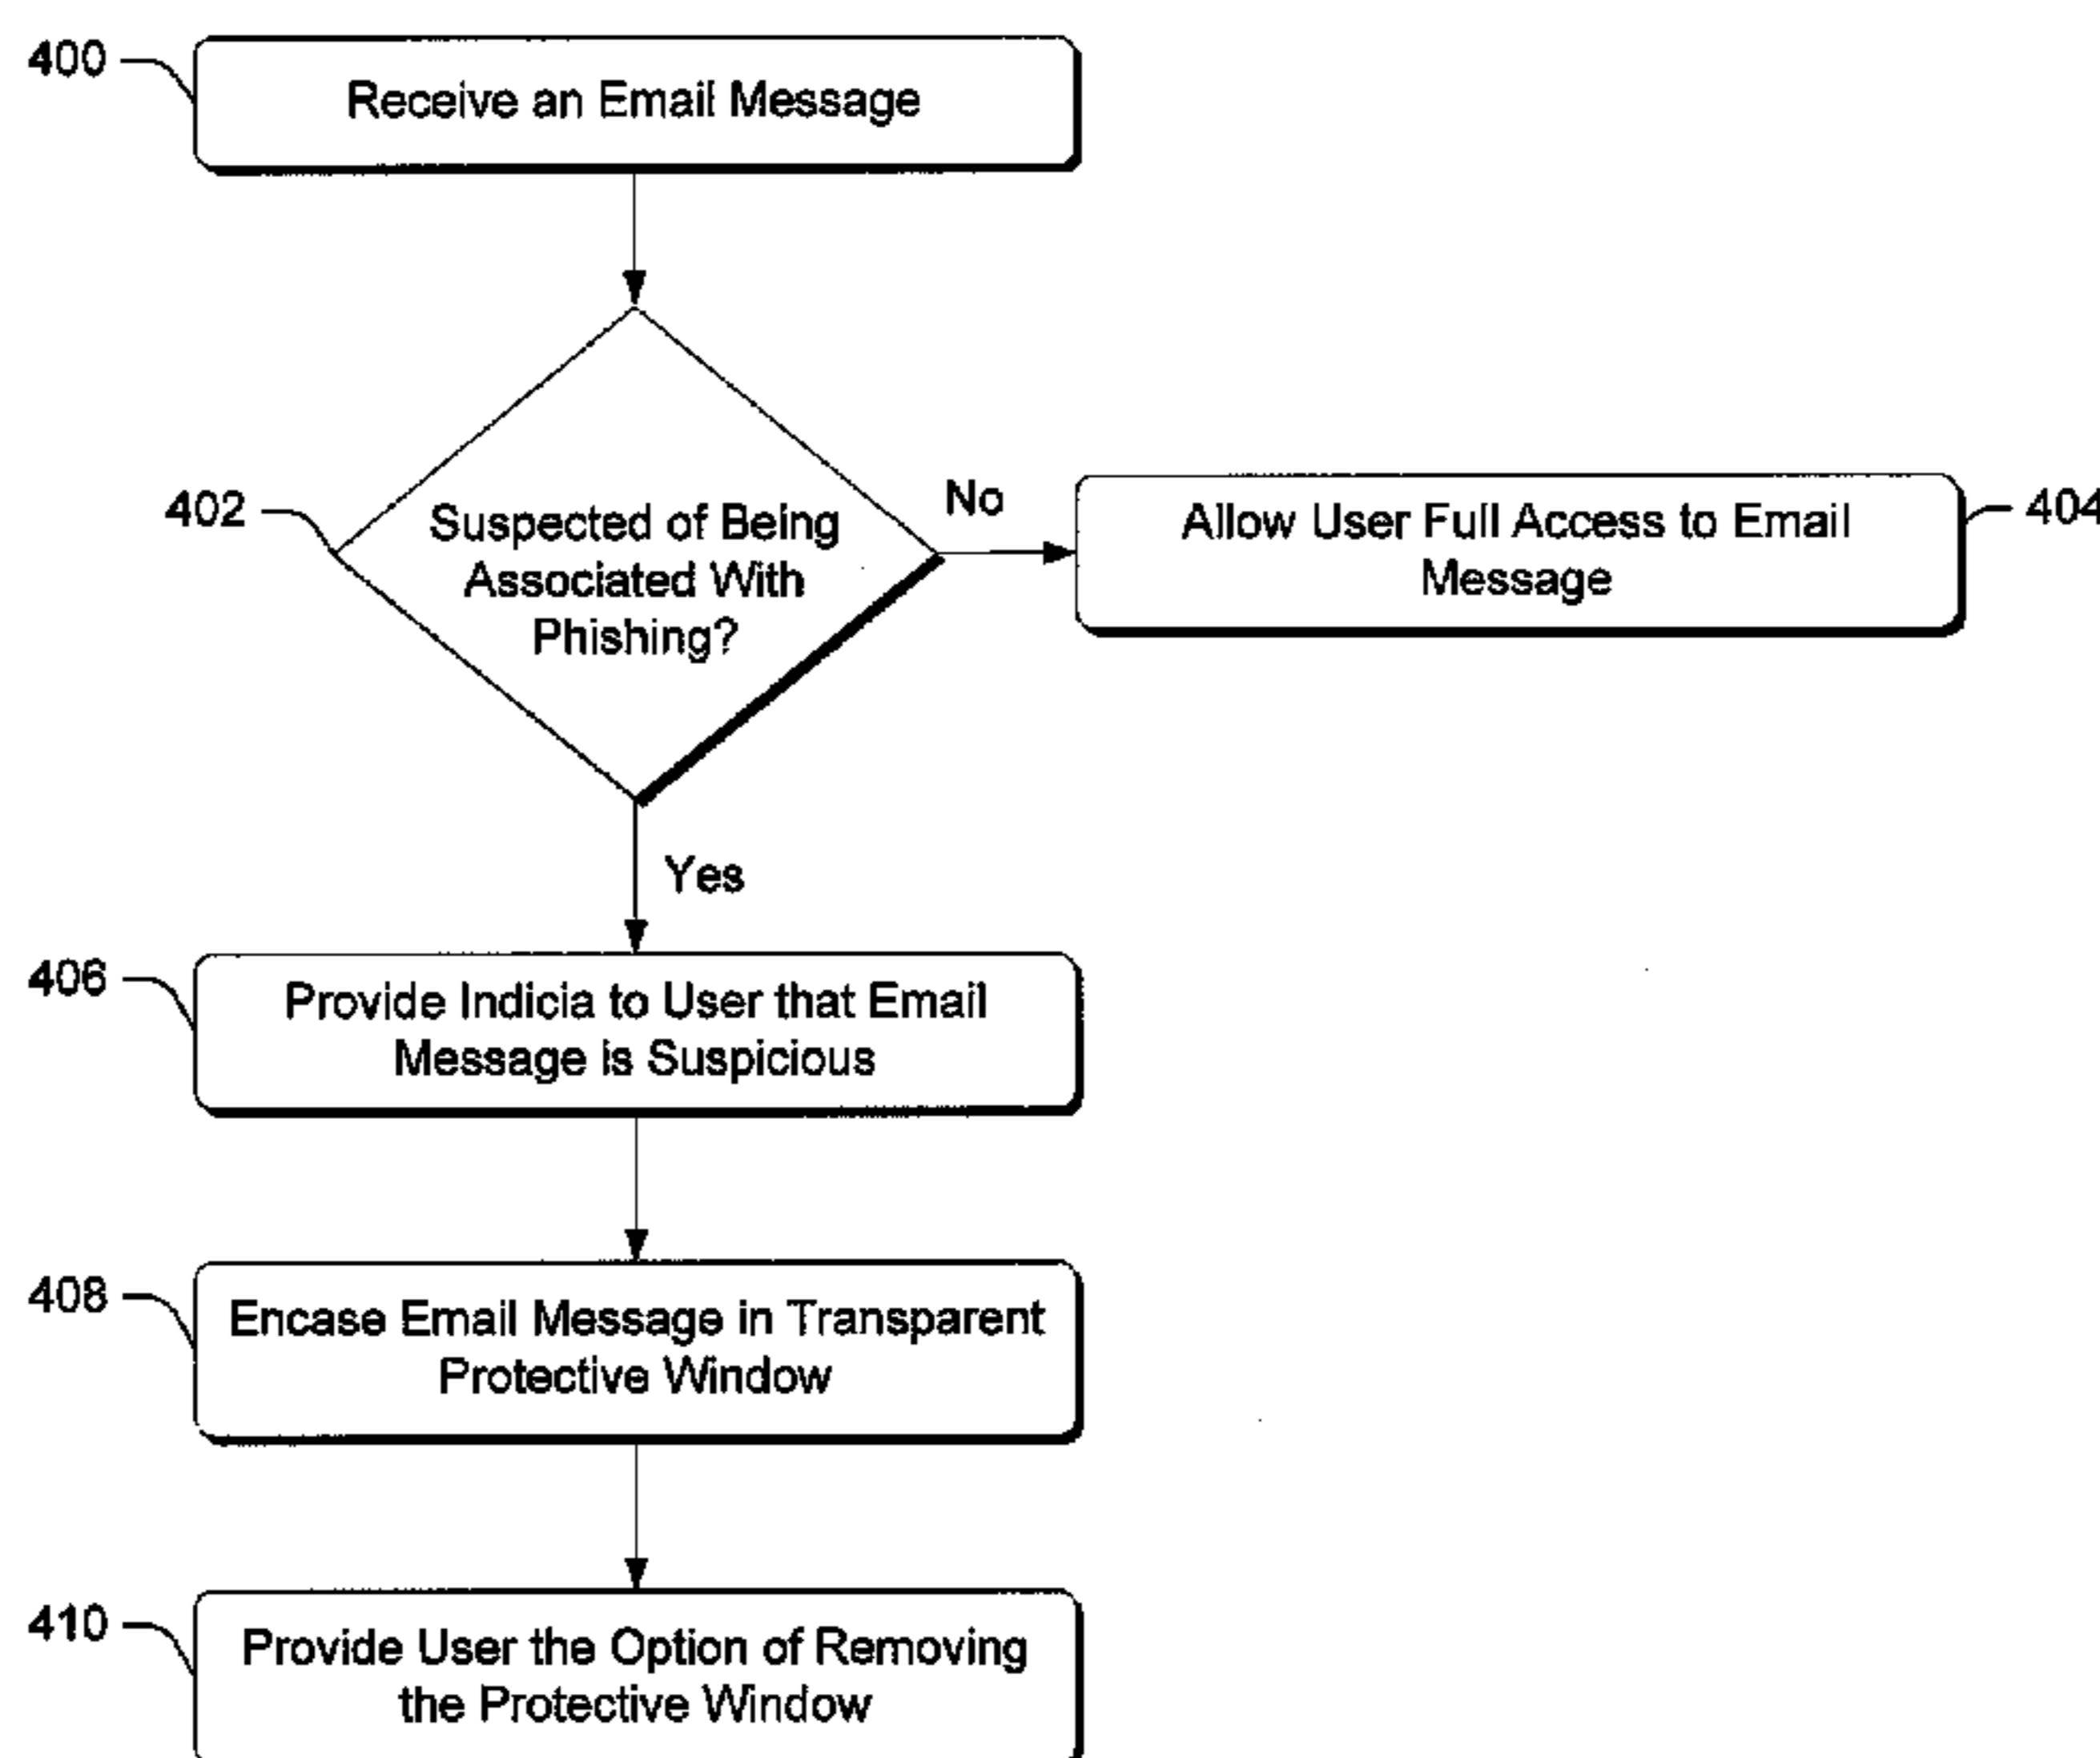 400
Receive an Email Message
402
Suspected of Being
Associated With
Phishing?
No
Allow User Full Access to Email
Message
404
Yes
406
Provide Indicia to User that Email
Message is Suspicious
408
Encase Email Message in Transparent
Protective Window
410
Provide User the Option of Removing
the Protective Window